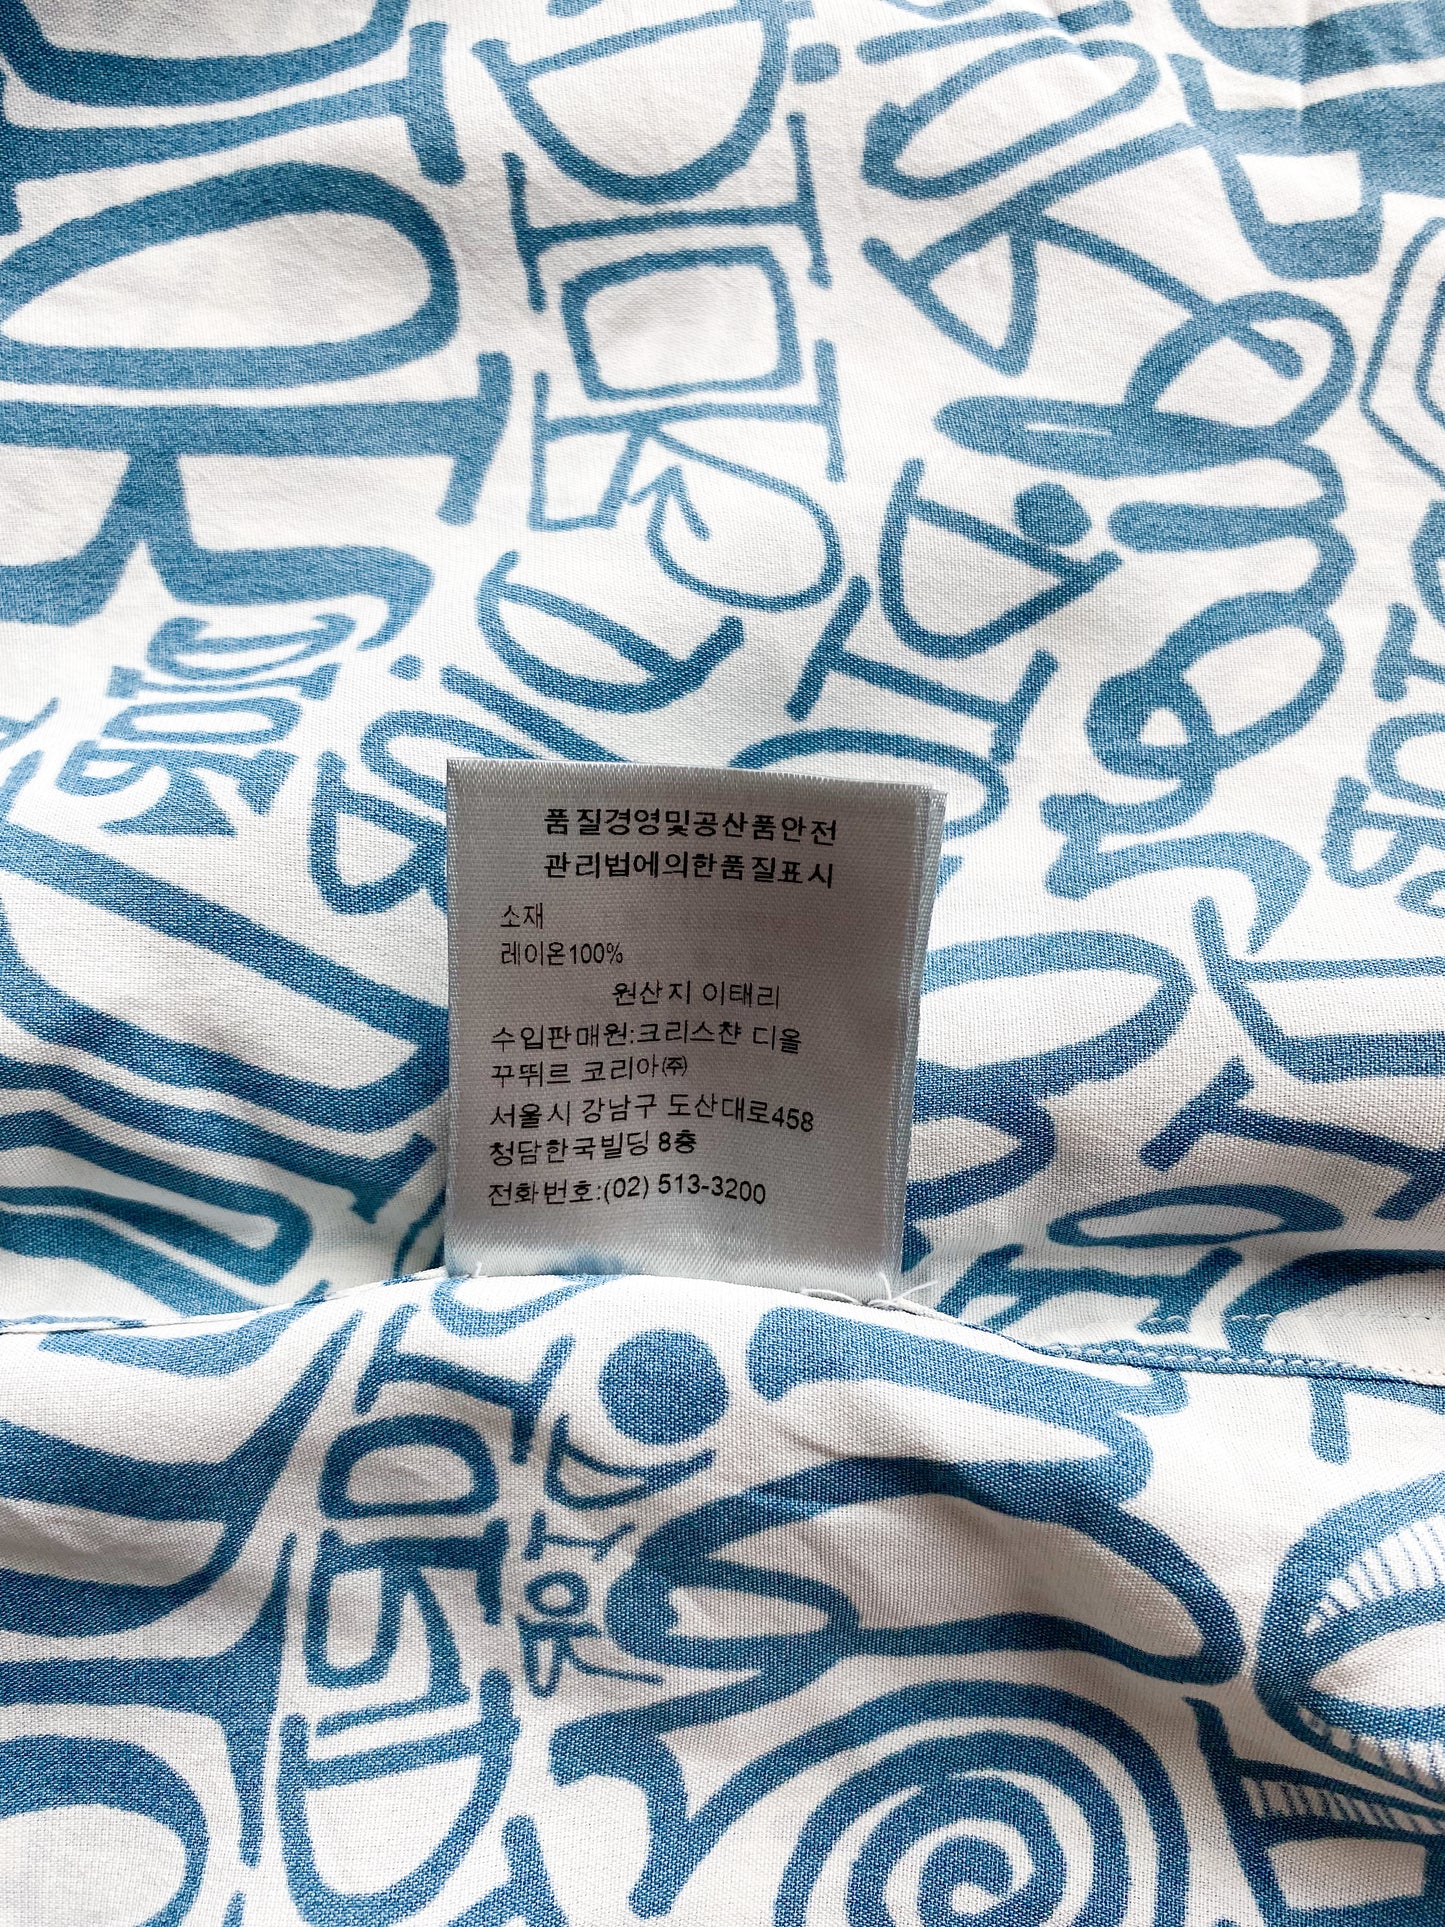 품질경영및공산품안전
관리법에의한품질표시
소재
레이온100%
원산지 이태리
수입판매원:크리스챤 디올
꾸뛰르 코리아㈜
서울시 강남구 도산대로458
청담한국빌딩 8층
전화번호:(02) 513-3200